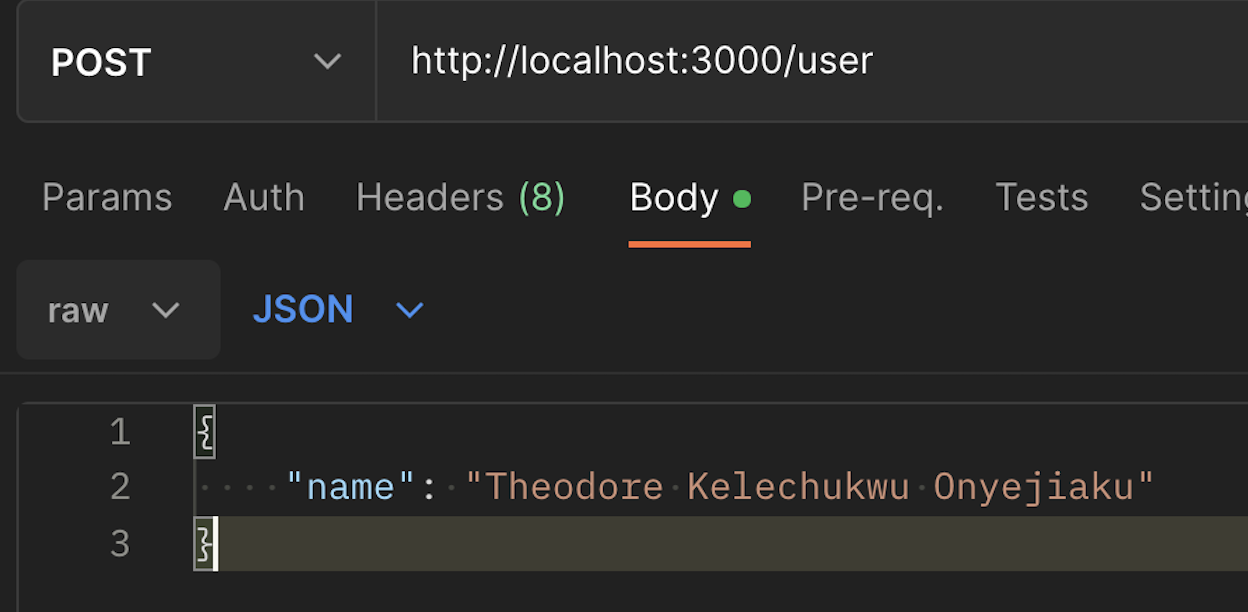 POST http://localhost:3000/user
Params Auth Headers (8) Body Pre-req. Tests Setting
raw JSON
1 {
2 "name": "Theodore Kelechukwu Onyejiaku"
3 }